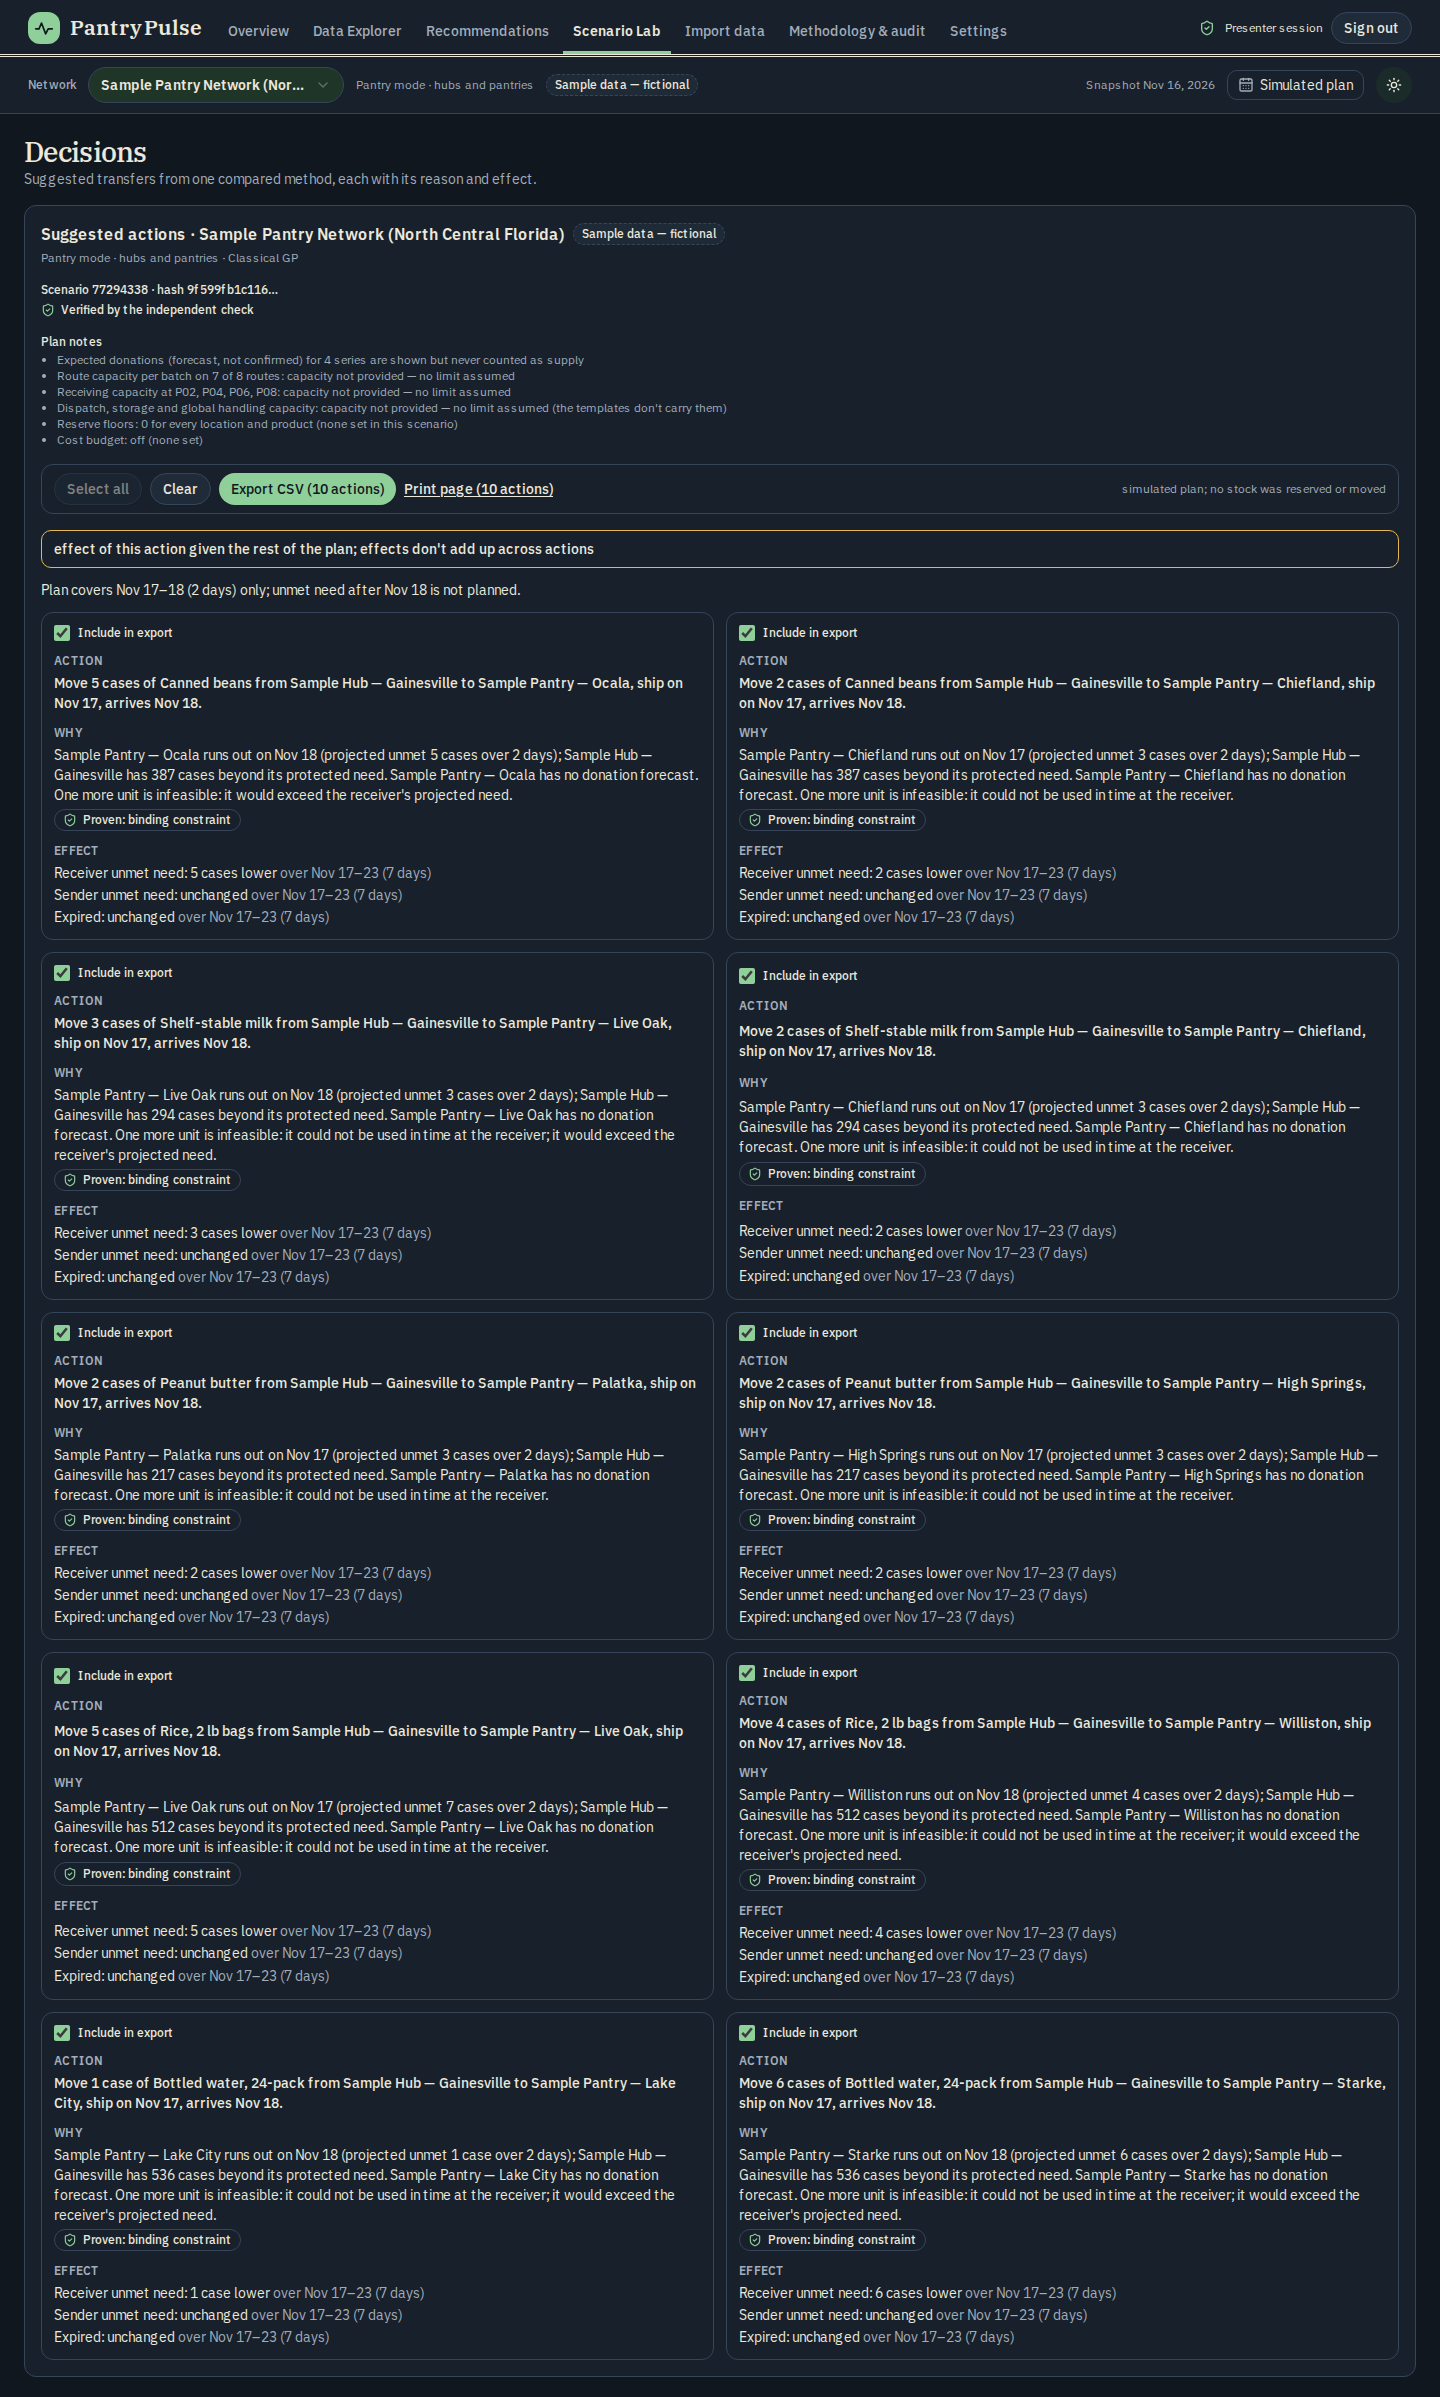 PantryPulse
Overview
Data Explorer
Recommendations
Scenario Lab
Import data
Methodology & audit
Settings
Presenter session
Sign out
Network
Sample Pantry Network (Nor...
Pantry mode · hubs and pantries
Sample data — fictional
Snapshot Nov 16, 2026
Simulated plan
Decisions
Suggested transfers from one compared method, each with its reason and effect.
Suggested actions · Sample Pantry Network (North Central Florida)
Sample data — fictional
Pantry mode · hubs and pantries · Classical GP
Scenario 77294338 · hash 9f599fb1c116...
Verified by the independent check
Plan notes
• Expected donations (forecast, not confirmed) for 4 series are shown but never counted as supply
• Route capacity per batch on 7 of 8 routes: capacity not provided — no limit assumed
• Receiving capacity at P02, P04, P06, P08: capacity not provided — no limit assumed
• Dispatch, storage and global handling capacity: capacity not provided — no limit assumed (the templates don't carry them)
• Reserve floors: 0 for every location and product (none set in this scenario)
• Cost budget: off (none set)
Select all
Clear
Export CSV (10 actions)
Print page (10 actions)
simulated plan; no stock was reserved or moved
effect of this action given the rest of the plan; effects don't add up across actions
Plan covers Nov 17–18 (2 days) only; unmet need after Nov 18 is not planned.
Include in export
ACTION
Move 5 cases of Canned beans from Sample Hub — Gainesville to Sample Pantry — Ocala, ship on
Nov 17, arrives Nov 18.
WHY
Sample Pantry — Ocala runs out on Nov 18 (projected unmet 5 cases over 2 days); Sample Hub —
Gainesville has 387 cases beyond its protected need. Sample Pantry — Ocala has no donation forecast.
One more unit is infeasible: it would exceed the receiver's projected need.
Proven: binding constraint
EFFECT
Receiver unmet need: 5 cases lower over Nov 17–23 (7 days)
Sender unmet need: unchanged over Nov 17–23 (7 days)
Expired: unchanged over Nov 17–23 (7 days)
Include in export
ACTION
Move 2 cases of Canned beans from Sample Hub — Gainesville to Sample Pantry — Chiefland, ship
on Nov 17, arrives Nov 18.
WHY
Sample Pantry — Chiefland runs out on Nov 17 (projected unmet 3 cases over 2 days); Sample Hub —
Gainesville has 387 cases beyond its protected need. Sample Pantry — Chiefland has no donation
forecast. One more unit is infeasible: it could not be used in time at the receiver.
Proven: binding constraint
EFFECT
Receiver unmet need: 2 cases lower over Nov 17–23 (7 days)
Sender unmet need: unchanged over Nov 17–23 (7 days)
Expired: unchanged over Nov 17–23 (7 days)
Include in export
ACTION
Move 3 cases of Shelf-stable milk from Sample Hub — Gainesville to Sample Pantry — Live Oak,
ship on Nov 17, arrives Nov 18.
WHY
Sample Pantry — Live Oak runs out on Nov 18 (projected unmet 3 cases over 2 days); Sample Hub —
Gainesville has 294 cases beyond its protected need. Sample Pantry — Live Oak has no donation
forecast. One more unit is infeasible: it could not be used in time at the receiver; it would exceed the
receiver's projected need.
Proven: binding constraint
EFFECT
Receiver unmet need: 3 cases lower over Nov 17–23 (7 days)
Sender unmet need: unchanged over Nov 17–23 (7 days)
Expired: unchanged over Nov 17–23 (7 days)
Include in export
ACTION
Move 2 cases of Shelf-stable milk from Sample Hub — Gainesville to Sample Pantry — Chiefland,
ship on Nov 17, arrives Nov 18.
WHY
Sample Pantry — Chiefland runs out on Nov 17 (projected unmet 3 cases over 2 days); Sample Hub —
Gainesville has 294 cases beyond its protected need. Sample Pantry — Chiefland has no donation
forecast. One more unit is infeasible: it could not be used in time at the receiver.
Proven: binding constraint
EFFECT
Receiver unmet need: 2 cases lower over Nov 17–23 (7 days)
Sender unmet need: unchanged over Nov 17–23 (7 days)
Expired: unchanged over Nov 17–23 (7 days)
Include in export
ACTION
Move 2 cases of Peanut butter from Sample Hub — Gainesville to Sample Pantry — Palatka, ship on
Nov 17, arrives Nov 18.
WHY
Sample Pantry — Palatka runs out on Nov 17 (projected unmet 3 cases over 2 days); Sample Hub —
Gainesville has 217 cases beyond its protected need. Sample Pantry — Palatka has no donation
forecast. One more unit is infeasible: it could not be used in time at the receiver.
Proven: binding constraint
EFFECT
Receiver unmet need: 2 cases lower over Nov 17–23 (7 days)
Sender unmet need: unchanged over Nov 17–23 (7 days)
Expired: unchanged over Nov 17–23 (7 days)
Include in export
ACTION
Move 2 cases of Peanut butter from Sample Hub — Gainesville to Sample Pantry — High Springs,
ship on Nov 17, arrives Nov 18.
WHY
Sample Pantry — High Springs runs out on Nov 17 (projected unmet 3 cases over 2 days); Sample Hub —
Gainesville has 217 cases beyond its protected need. Sample Pantry — High Springs has no donation
forecast. One more unit is infeasible: it could not be used in time at the receiver.
Proven: binding constraint
EFFECT
Receiver unmet need: 2 cases lower over Nov 17–23 (7 days)
Sender unmet need: unchanged over Nov 17–23 (7 days)
Expired: unchanged over Nov 17–23 (7 days)
Include in export
ACTION
Move 5 cases of Rice, 2 lb bags from Sample Hub — Gainesville to Sample Pantry — Live Oak, ship
on Nov 17, arrives Nov 18.
WHY
Sample Pantry — Live Oak runs out on Nov 17 (projected unmet 7 cases over 2 days); Sample Hub —
Gainesville has 512 cases beyond its protected need. Sample Pantry — Live Oak has no donation
forecast. One more unit is infeasible: it could not be used in time at the receiver.
Proven: binding constraint
EFFECT
Receiver unmet need: 5 cases lower over Nov 17–23 (7 days)
Sender unmet need: unchanged over Nov 17–23 (7 days)
Expired: unchanged over Nov 17–23 (7 days)
Include in export
ACTION
Move 4 cases of Rice, 2 lb bags from Sample Hub — Gainesville to Sample Pantry — Williston, ship
on Nov 17, arrives Nov 18.
WHY
Sample Pantry — Williston runs out on Nov 18 (projected unmet 4 cases over 2 days); Sample Hub —
Gainesville has 512 cases beyond its protected need. Sample Pantry — Williston has no donation
forecast. One more unit is infeasible: it could not be used in time at the receiver; it would exceed the
receiver's projected need.
Proven: binding constraint
EFFECT
Receiver unmet need: 4 cases lower over Nov 17–23 (7 days)
Sender unmet need: unchanged over Nov 17–23 (7 days)
Expired: unchanged over Nov 17–23 (7 days)
Include in export
ACTION
Move 1 case of Bottled water, 24-pack from Sample Hub — Gainesville to Sample Pantry — Lake
City, ship on Nov 17, arrives Nov 18.
WHY
Sample Pantry — Lake City runs out on Nov 18 (projected unmet 1 case over 2 days); Sample Hub —
Gainesville has 536 cases beyond its protected need. Sample Pantry — Lake City has no donation
forecast. One more unit is infeasible: it could not be used in time at the receiver; it would exceed the
receiver's projected need.
Proven: binding constraint
EFFECT
Receiver unmet need: 1 case lower over Nov 17–23 (7 days)
Sender unmet need: unchanged over Nov 17–23 (7 days)
Expired: unchanged over Nov 17–23 (7 days)
Include in export
ACTION
Move 6 cases of Bottled water, 24-pack from Sample Hub — Gainesville to Sample Pantry — Starke,
ship on Nov 17, arrives Nov 18.
WHY
Sample Pantry — Starke runs out on Nov 18 (projected unmet 6 cases over 2 days); Sample Hub —
Gainesville has 536 cases beyond its protected need. Sample Pantry — Starke has no donation
forecast. One more unit is infeasible: it could not be used in time at the receiver; it would exceed the
receiver's projected need.
Proven: binding constraint
EFFECT
Receiver unmet need: 6 cases lower over Nov 17–23 (7 days)
Sender unmet need: unchanged over Nov 17–23 (7 days)
Expired: unchanged over Nov 17–23 (7 days)